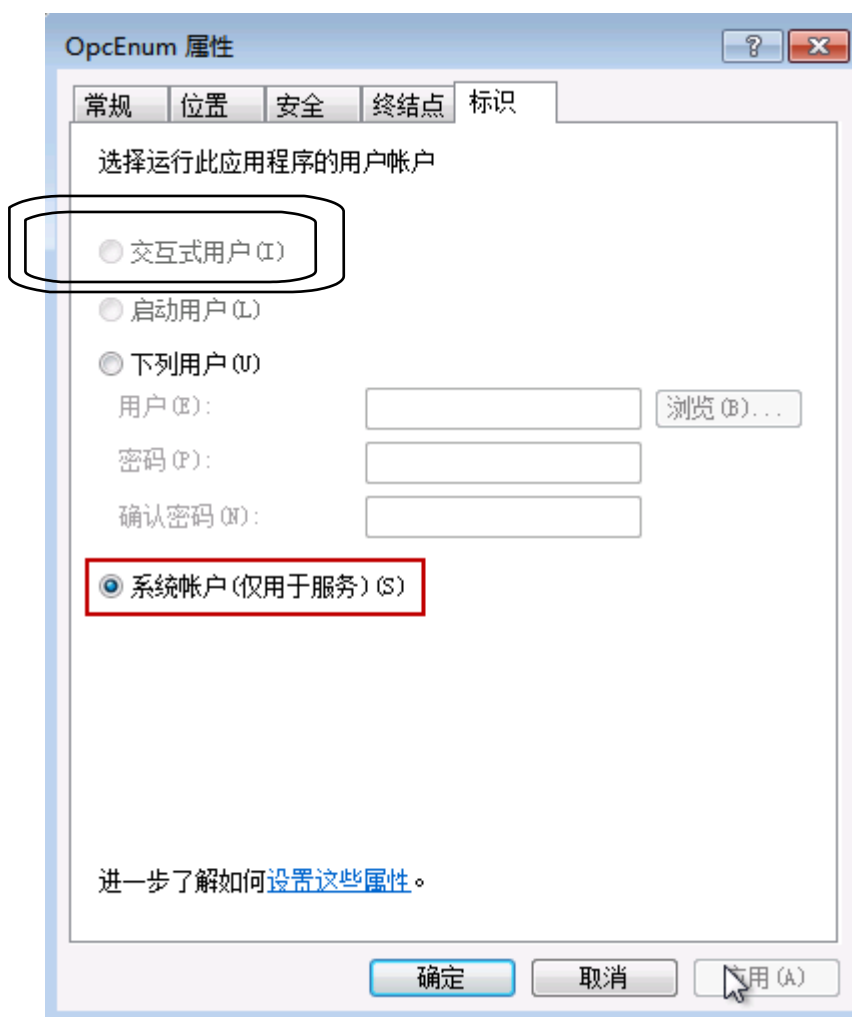 OpcEnum 属性
常规 位置 安全 终结点 标识
选择运行此应用程序的用户帐户
交互式用户(I)
启动用户(L)
下列用户(U)
用户(E): 浏览(B)...
密码(P):
确认密码(N):
系统帐户(仅用于服务)(S)
进一步了解如何设置这些属性。
确定 取消 应用(A)